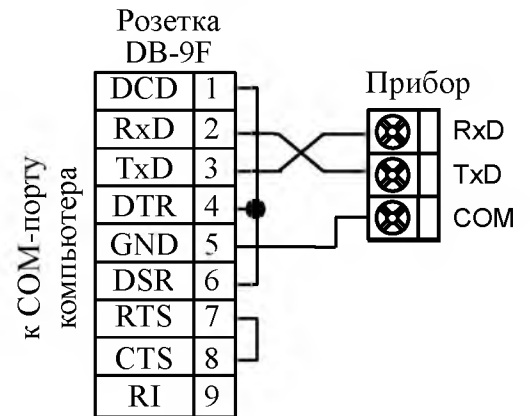 Розетка
DB-9F
DCD 1
RxD 2
TxD 3
DTR 4
GND 5
DSR 6
RTS 7
CTS 8
RI 9
к COM-порту
компьютера
Прибор
RxD
TxD
COM